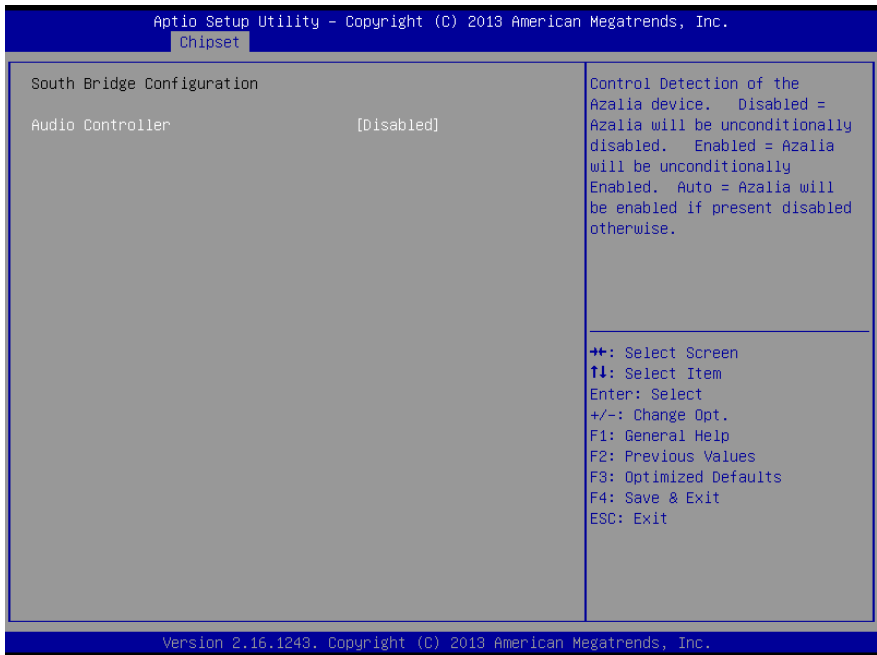 Aptio Setup Utility – Copyright (C) 2013 American Megatrends, Inc.
Chipset
South Bridge Configuration
Audio Controller [Disabled]
Control Detection of the
Azalia device. Disabled =
Azalia will be unconditionally
disabled. Enabled = Azalia
will be unconditionally
Enabled. Auto = Azalia will
be enabled if present disabled
otherwise.
→←: Select Screen
↑↓: Select Item
Enter: Select
+/-: Change Opt.
F1: General Help
F2: Previous Values
F3: Optimized Defaults
F4: Save & Exit
ESC: Exit
Version 2.16.1243. Copyright (C) 2013 American Megatrends, Inc.